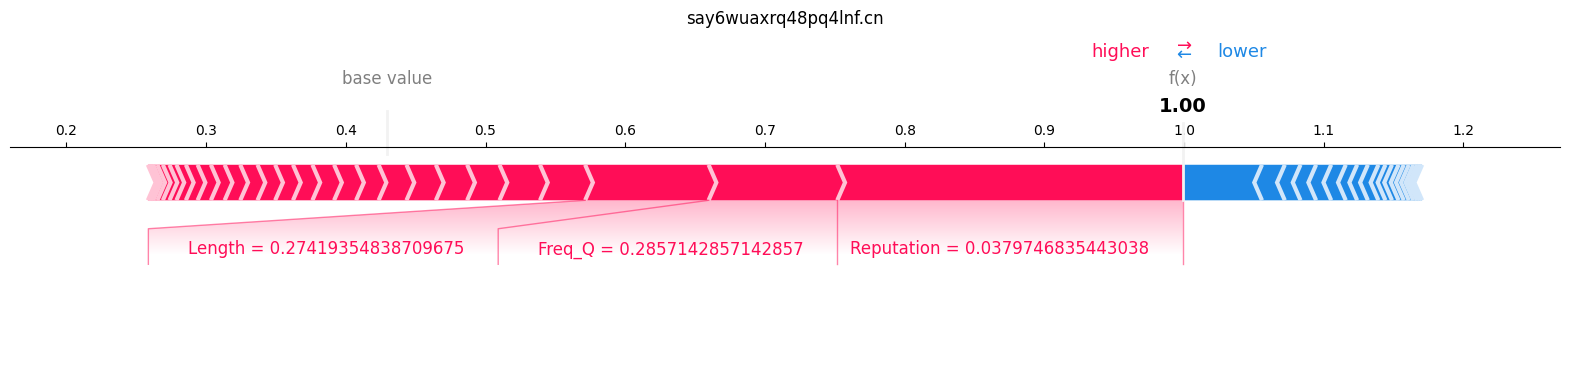 say6wuaxrq48pq4lnf.cn
higher ⇄ lower
base value f(x)
1.00
0.2 0.3 0.4 0.5 0.6 0.7 0.8 0.9 1.0 1.1 1.2
Length = 0.27419354838709675 Freq_Q = 0.2857142857142857 Reputation = 0.0379746835443038